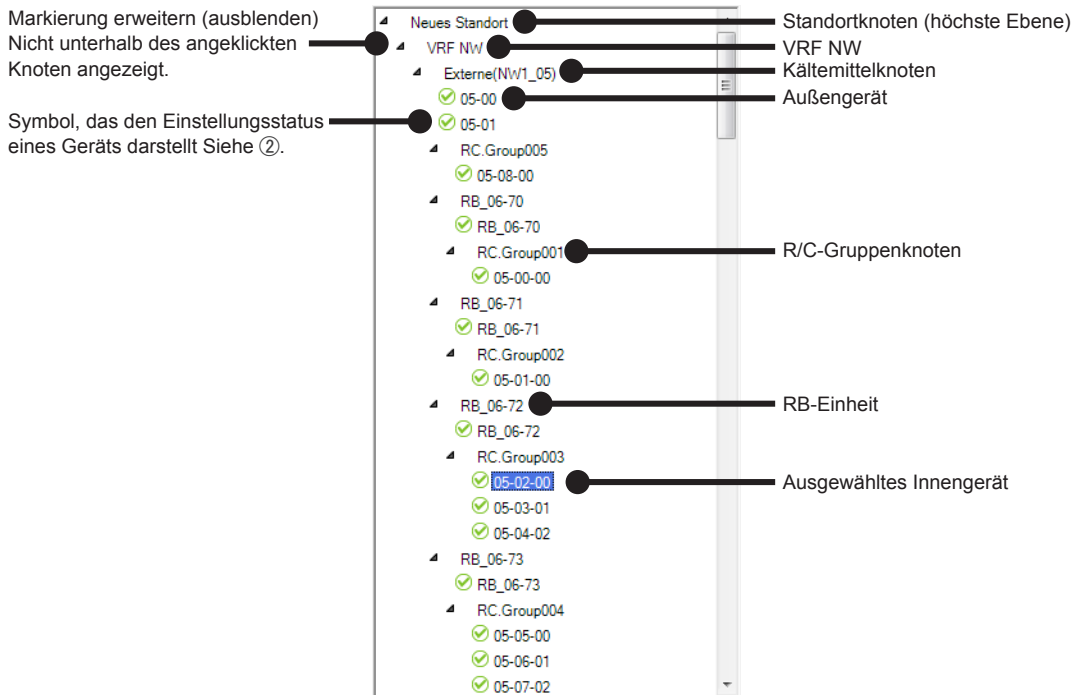 Markierung erweitern (ausblenden)
Nicht unterhalb des angeklickten
Knoten angezeigt.
Symbol, das den Einstellungsstatus
eines Geräts darstellt Siehe ②.
Neues Standort
VRF NW
Externe(NW1_05)
05-00
05-01
RC.Group005
05-08-00
RB_06-70
RB_06-70
RC.Group001
05-00-00
RB_06-71
RB_06-71
RC.Group002
05-01-00
RB_06-72
RB_06-72
RC.Group003
05-02-00
05-03-01
05-04-02
RB_06-73
RB_06-73
RC.Group004
05-05-00
05-06-01
05-07-02
Standortknoten (höchste Ebene)
VRF NW
Kältemittelknoten
Außengerät
R/C-Gruppenknoten
RB-Einheit
Ausgewähltes Innengerät